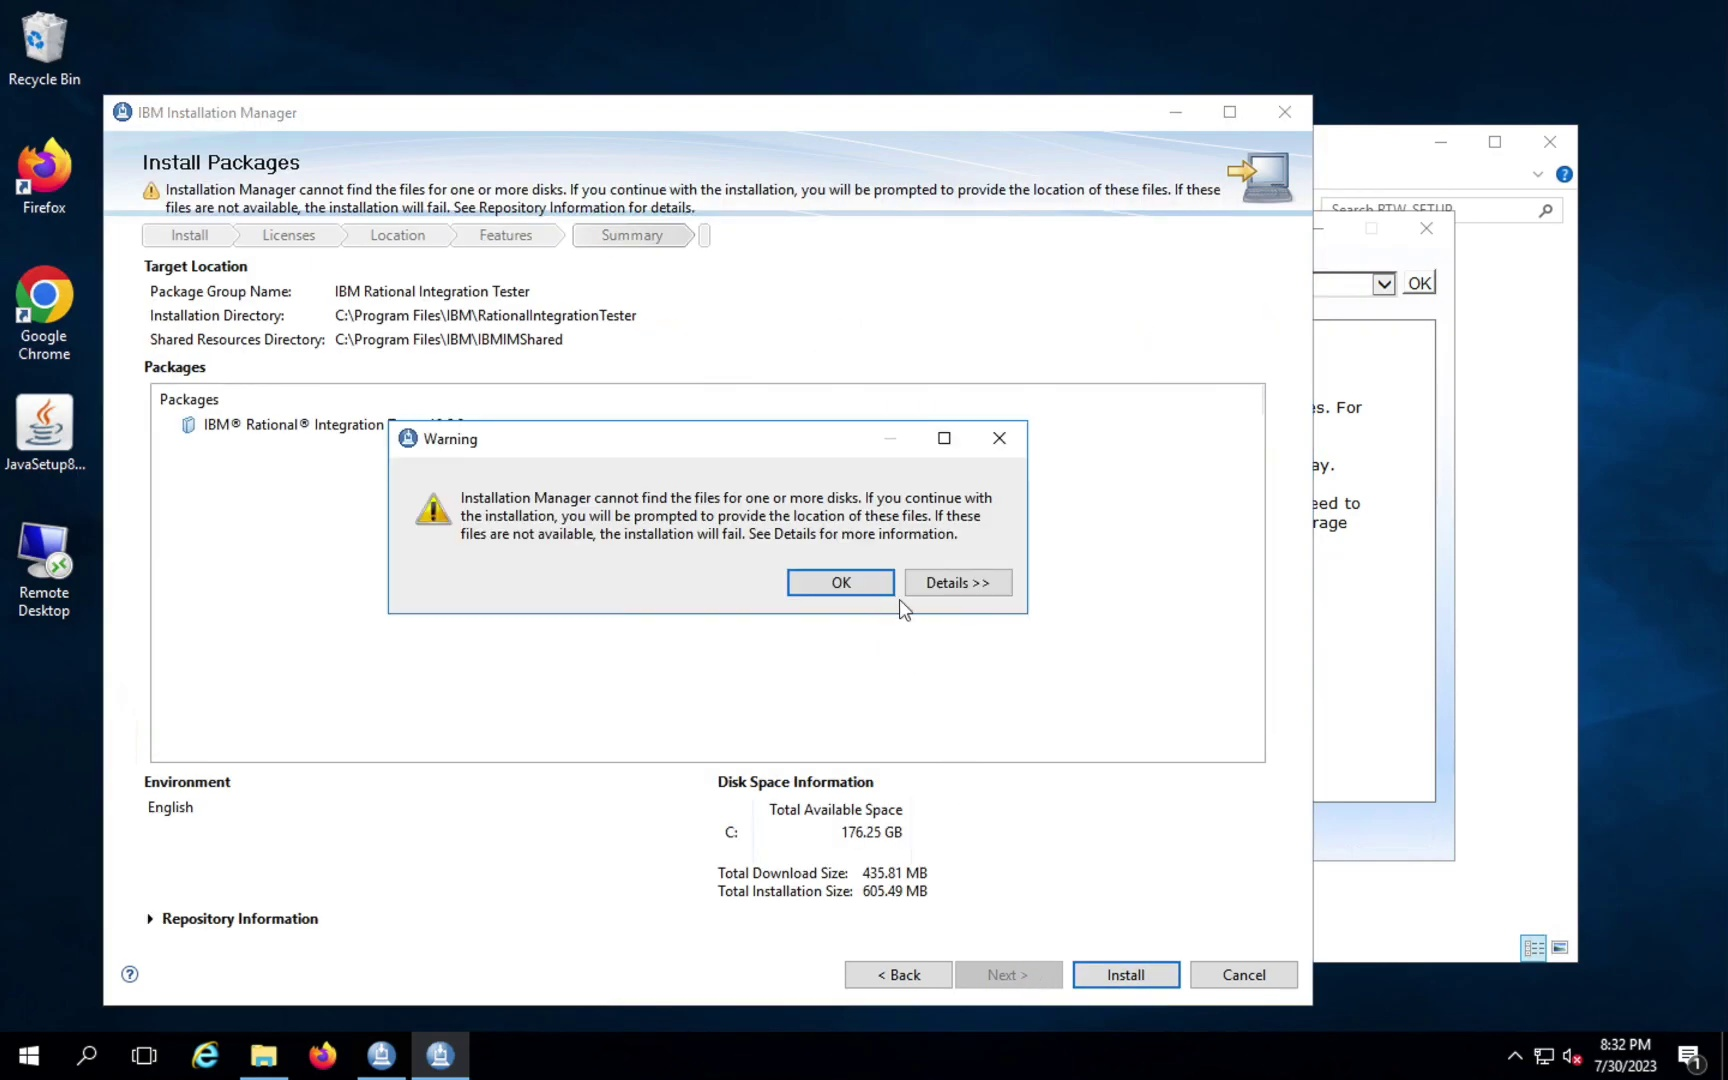 Recycle Bin
Firefox
Google
Chrome
JavaSetup8...
Remote
Desktop
IBM Installation Manager
Install Packages
Installation Manager cannot find the files for one or more disks. If you continue with the installation, you will be prompted to provide the location of these files. If these
files are not available, the installation will fail. See Repository Information for details.
Install
Licenses
Location
Features
Summary
Target Location
Package Group Name: IBM Rational Integration Tester
Installation Directory: C:\Program Files\IBM\RationalIntegrationTester
Shared Resources Directory: C:\Program Files\IBM\IBMIMShared
Packages
Packages
IBM® Rational® Integration
Warning
Installation Manager cannot find the files for one or more disks. If you continue with
the installation, you will be prompted to provide the location of these files. If these
files are not available, the installation will fail. See Details for more information.
OK
Details >>
Environment
English
Disk Space Information
Total Available Space
C: 176.25 GB
Total Download Size: 435.81 MB
Total Installation Size: 605.49 MB
Repository Information
< Back
Next >
Install
Cancel
Search RTW_SETUP
OK
es. For
ay.
eed to
rage
8:32 PM
7/30/2023
1